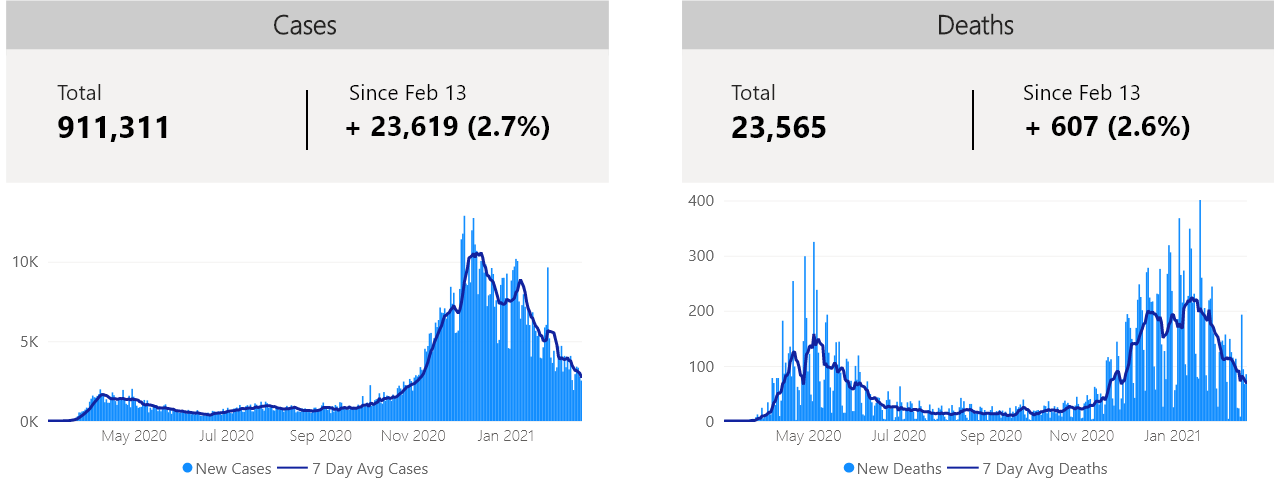 Cases
Total
911,311
Since Feb 13
+ 23,619 (2.7%)
10K
5K
0K
May 2020 Jul 2020 Sep 2020 Nov 2020 Jan 2021
New Cases 7 Day Avg Cases
Deaths
Total
23,565
Since Feb 13
+ 607 (2.6%)
400
300
200
100
0
May 2020 Jul 2020 Sep 2020 Nov 2020 Jan 2021
New Deaths 7 Day Avg Deaths